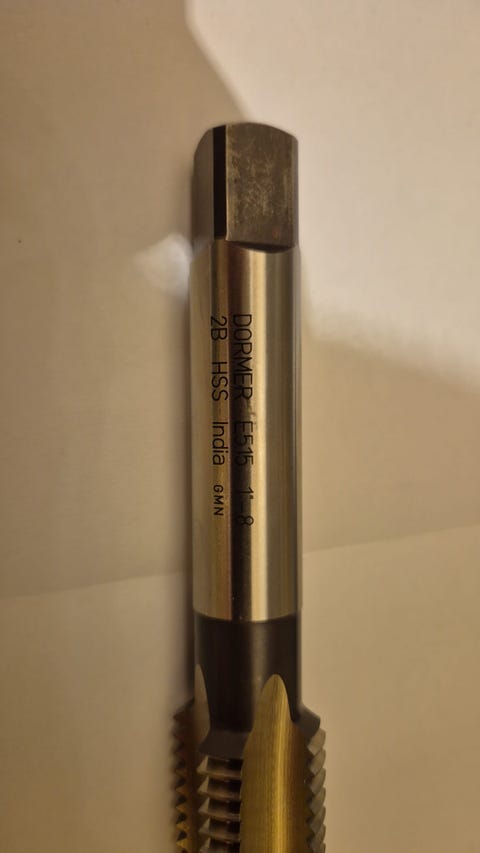 DORMER E515 1"-8
2B HSS India GMN